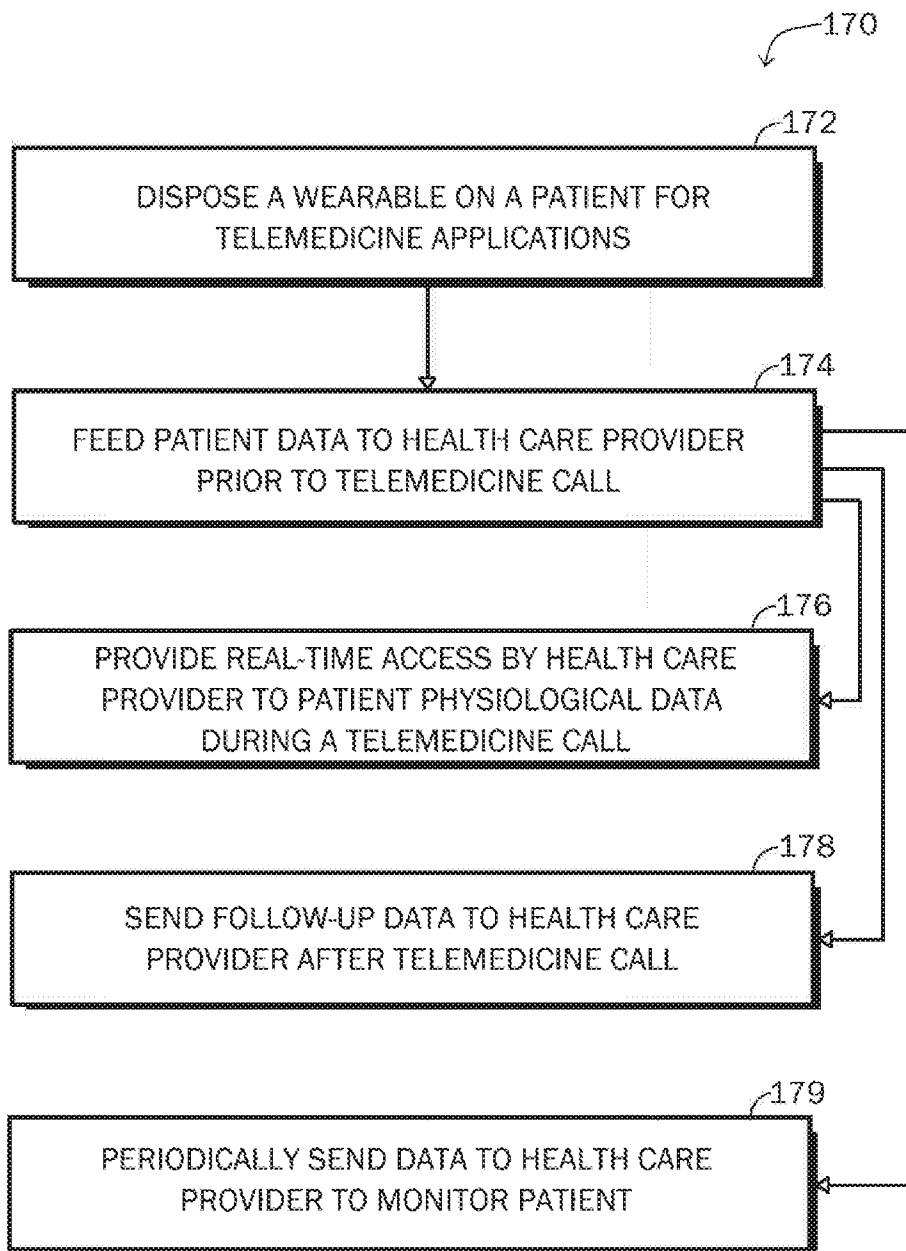 170
172
DISPOSE A WEARABLE ON A PATIENT FOR
TELEMEDICINE APPLICATIONS
174
FEED PATIENT DATA TO HEALTH CARE PROVIDER
PRIOR TO TELEMEDICINE CALL
176
PROVIDE REAL-TIME ACCESS BY HEALTH CARE
PROVIDER TO PATIENT PHYSIOLOGICAL DATA
DURING A TELEMEDICINE CALL
178
SEND FOLLOW-UP DATA TO HEALTH CARE
PROVIDER AFTER TELEMEDICINE CALL
179
PERIODICALLY SEND DATA TO HEALTH CARE
PROVIDER TO MONITOR PATIENT